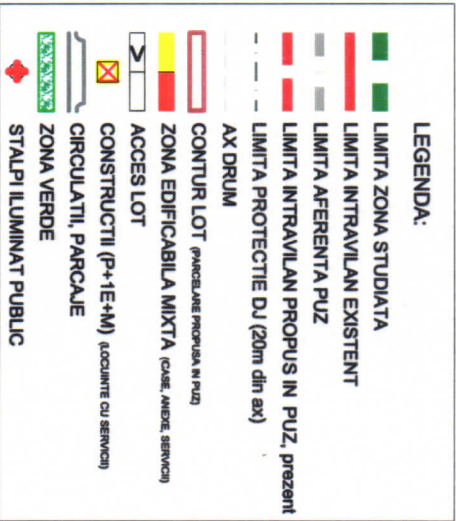 LEGENDA:
LIMITA ZONA STUDIATA
LIMITA INTRAVILAN EXISTENT
LIMITA AFERENTA PUZ
LIMITA INTRAVILAN PROPUS IN PUZ, prezent
LIMITA PROTECTIE DJ (20m din ax)
AX DRUM
CONTUR LOT (PARCELARE PROPUSA IN PUZ)
ZONA EDIFICABILA MIXTA (CASE, ANEXE, SERVICII)
ACCES LOT
CONSTRUCTII (P+1E+M) (LOCUINTE CU SERVICII)
CIRCULATII, PARCAJE
ZONA VERDE
STALPI ILUMINAT PUBLIC